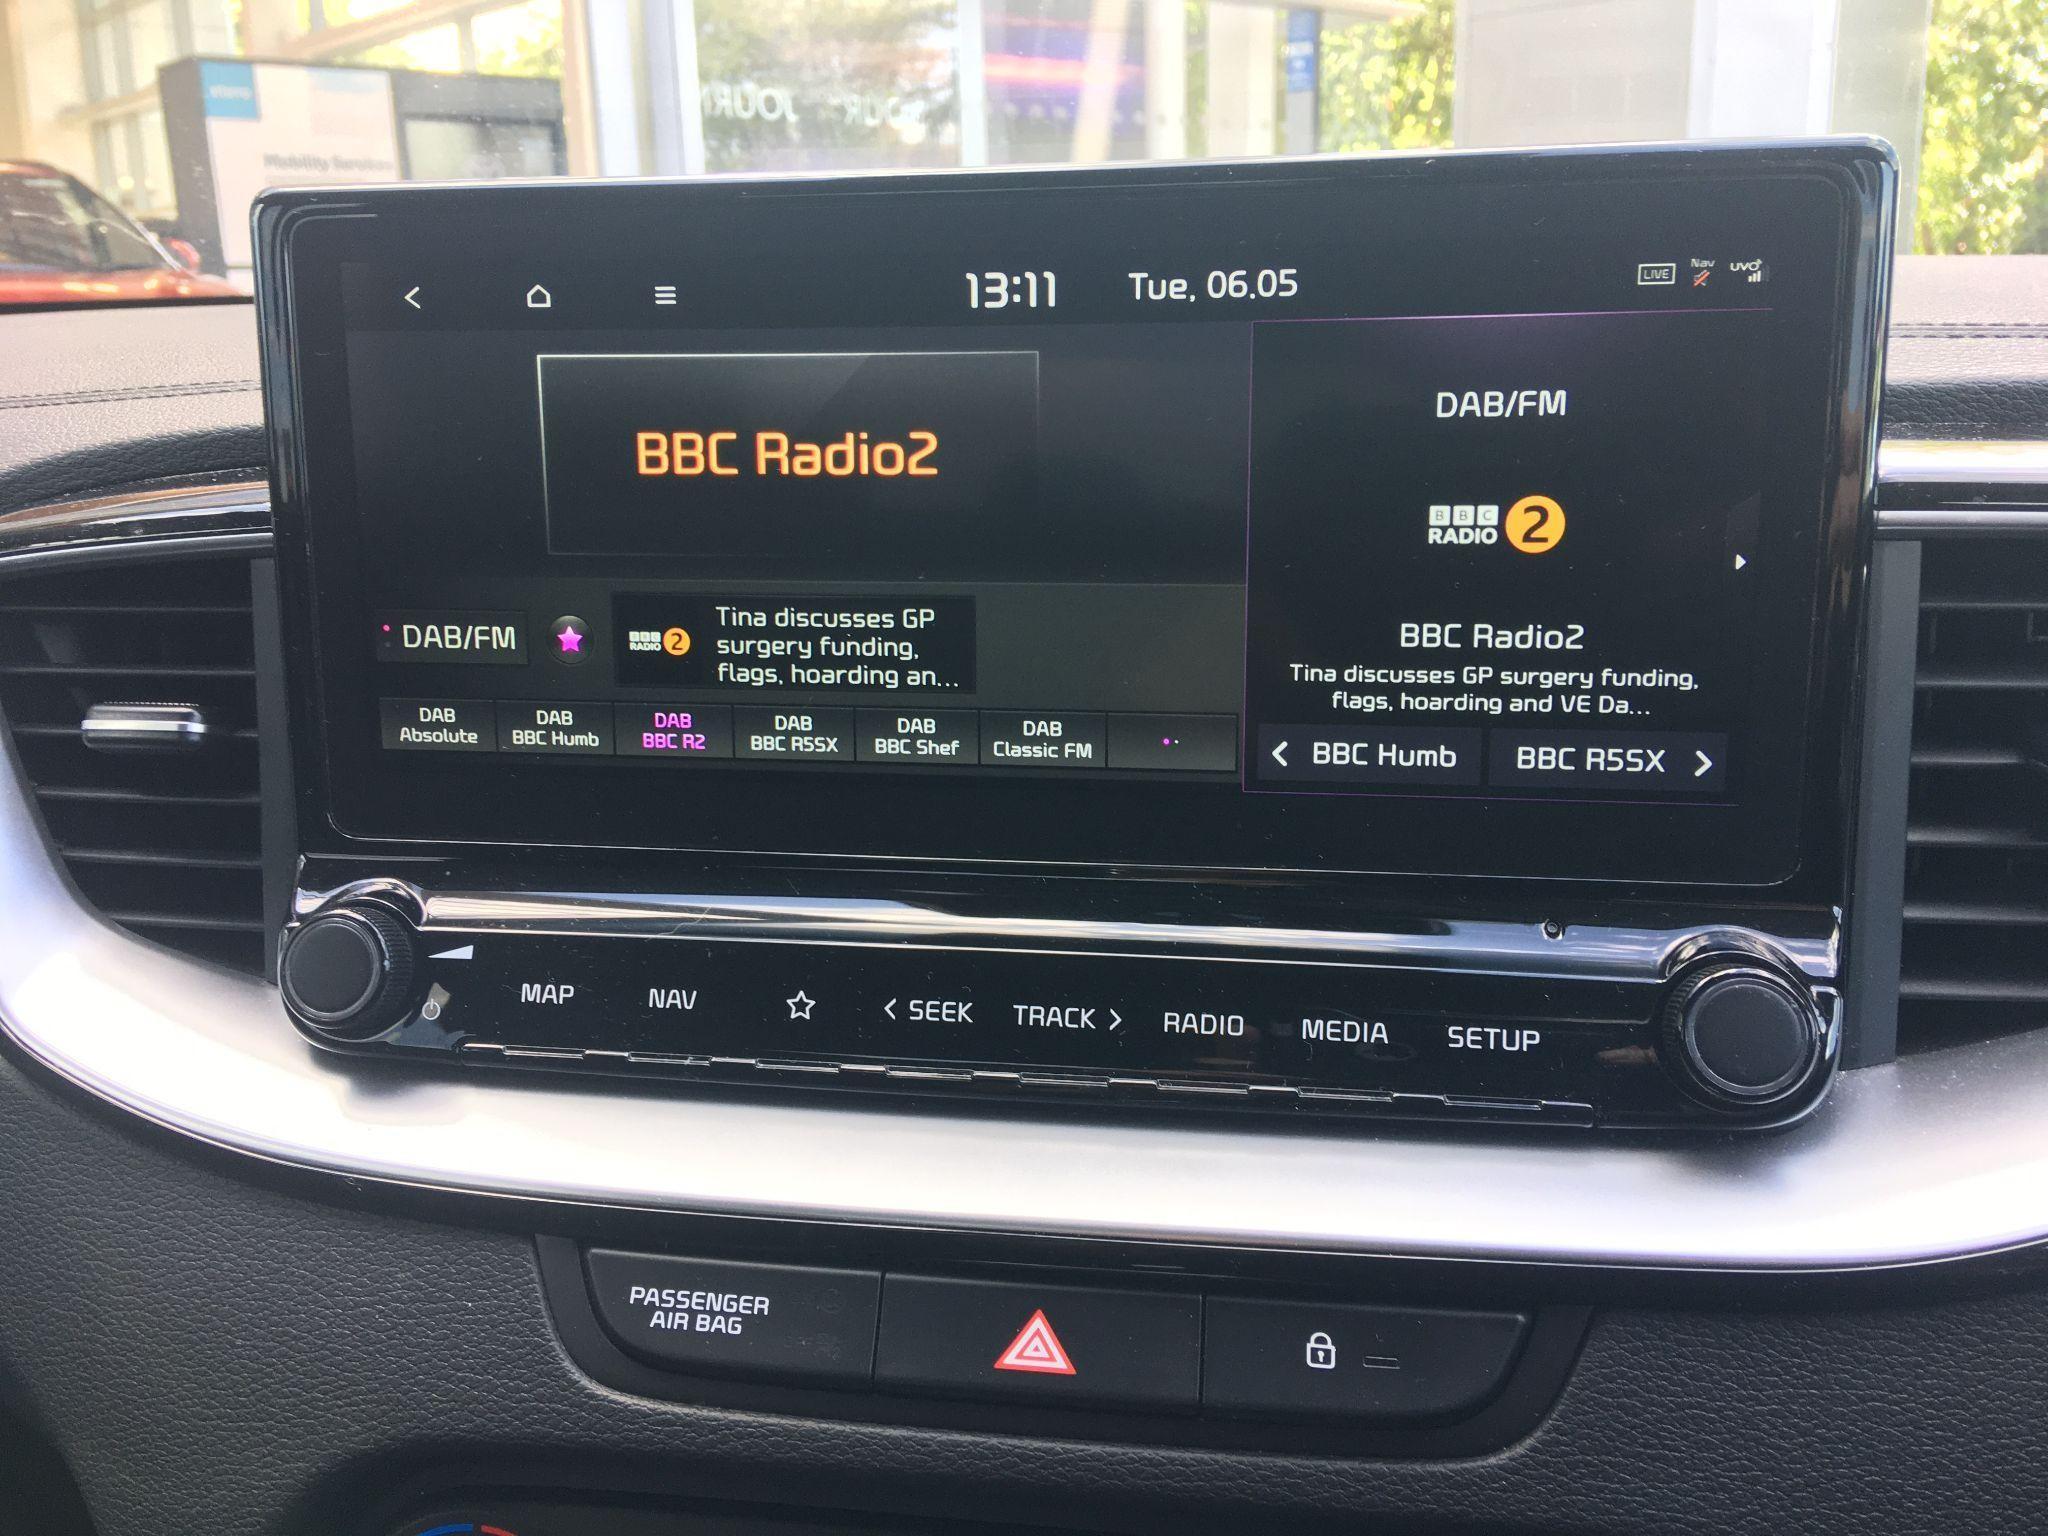 Mobility Services
JOURN
13:11
Tue, 06.05
LIVE
Nav
UVO
BBC Radio2
DAB/FM
BBC
RADIO 2
Tina discusses GP
surgery funding,
flags, hoarding an...
DAB
Absolute
DAB
BBC Humb
DAB
BBC R2
DAB
BBC R5SX
DAB
BBC Shef
DAB
Classic FM
DAB/FM
BBC
RADIO 2
BBC Radio2
Tina discusses GP surgery funding,
flags, hoarding and VE Da...
< BBC Humb
BBC R5SX >
MAP
NAV
< SEEK
TRACK >
RADIO
MEDIA
SETUP
PASSENGER
AIR BAG